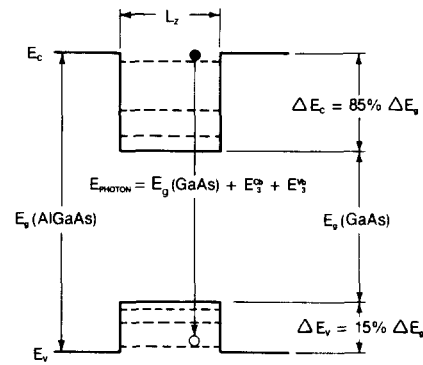 L_z
E_c
ΔE_c = 85% ΔE_g
E_PHOTON = E_g(GaAs) + E_3^cb + E_3^vb
E_g(AlGaAs)
E_g(GaAs)
ΔE_v = 15% ΔE_g
E_v